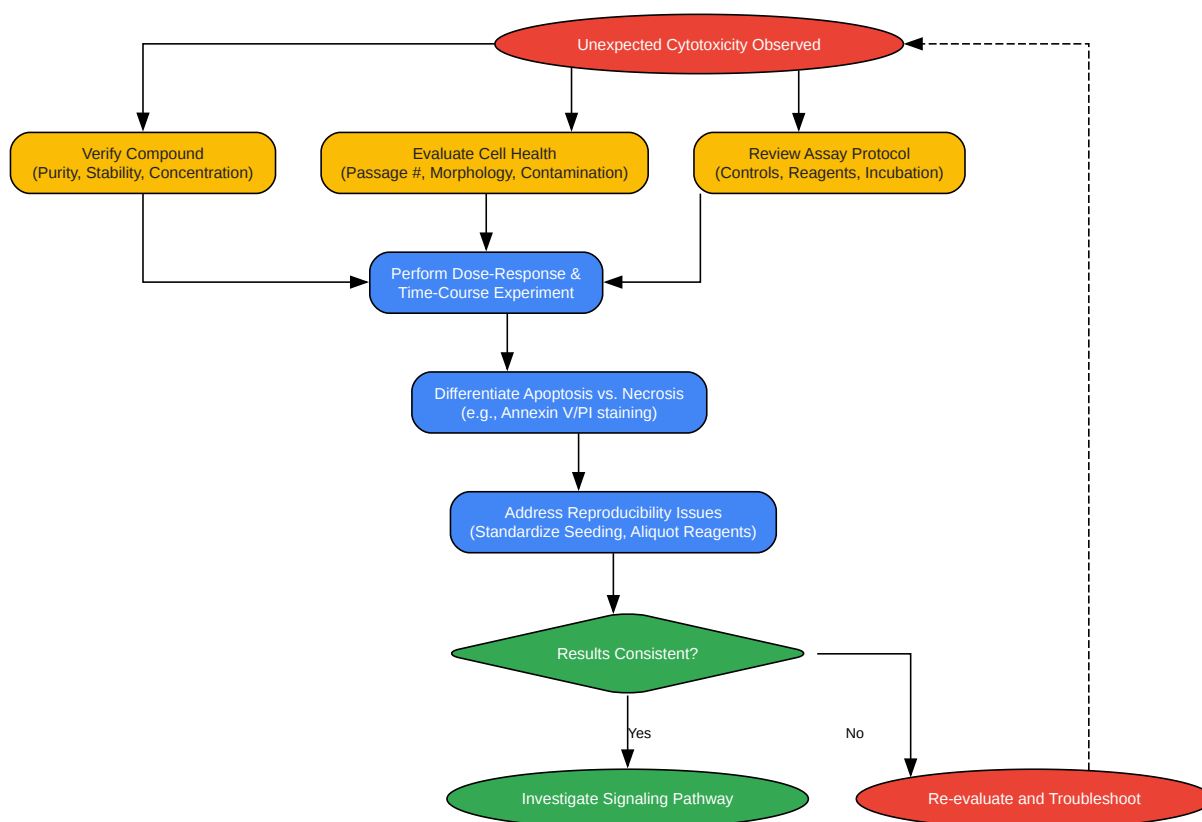 Unexpected Cytotoxicity Observed
Verify Compound
(Purity, Stability, Concentration)
Evaluate Cell Health
(Passage #, Morphology, Contamination)
Review Assay Protocol
(Controls, Reagents, Incubation)
Perform Dose-Response &
Time-Course Experiment
Differentiate Apoptosis vs. Necrosis
(e.g., Annexin V/PI staining)
Address Reproducibility Issues
(Standardize Seeding, Aliquot Reagents)
Results Consistent?
Yes
No
Investigate Signaling Pathway
Re-evaluate and Troubleshoot